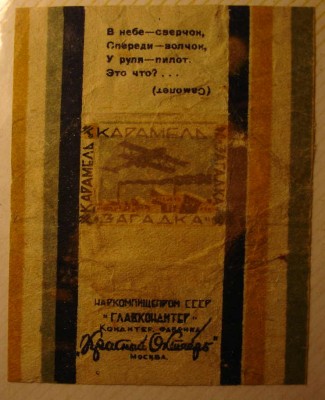 В небе—сверчок,
Спереди—волчок,
У руля—пилот.
Это что?...
(Самолет)
КАРАМЕЛЬ
КАРАМЕЛЬ
ЗАГАДКА
„ЗАГАДКА“
НАРКОМПИЩЕПРОМ СССР
"ГЛАВКОНДИТЕР"
КОНДИТЕР. ФАБРИКА
„Красный Октябрь“
МОСКВА.